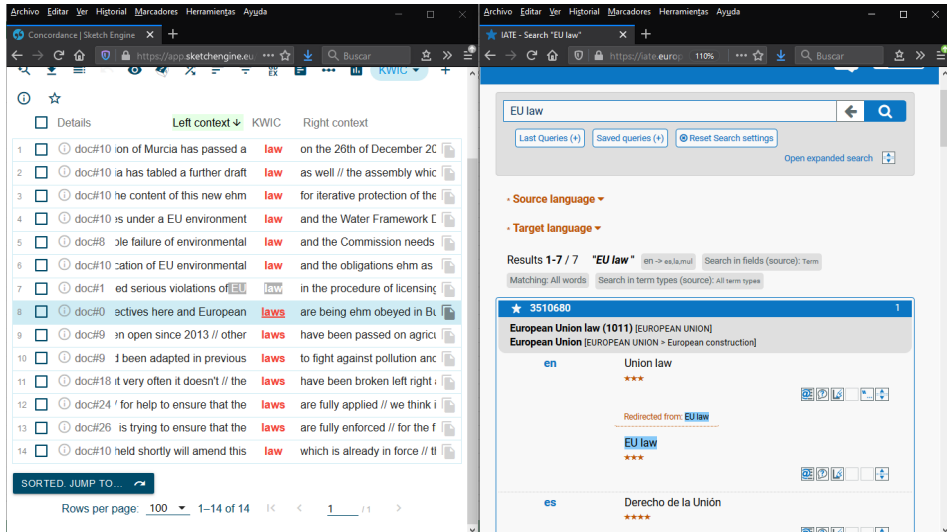 Archivo Editar Ver Historial Marcadores Herramientas Ayuda
Concordance | Sketch Engine
https://app.sketchengine.eu
Buscar
KWIC
Details Left context KWIC Right context
1 doc#10 ion of Murcia has passed a law on the 26th of December 20
2 doc#10 ia has tabled a further draft law as well // the assembly whic
3 doc#10 he content of this new ehm law for iterative protection of the
4 doc#10 es under a EU environment law and the Water Framework D
5 doc#8 ble failure of environmental law and the Commission needs
6 doc#10 cation of EU environmental law and the obligations ehm as
7 doc#1 ed serious violations of EU law in the procedure of licensing
8 doc#0 ectives here and European laws are being ehm obeyed in Bu
9 doc#9 en open since 2013 // other laws have been passed on agricu
10 doc#9 d been adapted in previous laws to fight against pollution and
11 doc#18 it very often it doesn't // the laws have been broken left right
12 doc#24 / for help to ensure that the laws are fully applied // we think i
13 doc#26 is trying to ensure that the laws are fully enforced // for the f
14 doc#10 held shortly will amend this law which is already in force // tl
SORTED. JUMP TO...
Rows per page: 100 1–14 of 14 1 / 1
Archivo Editar Ver Historial Marcadores Herramientas Ayuda
IATE - Search "EU law"
https://iate.europ 110%
Buscar
EU law
Last Queries (+) Saved queries (+) Reset Search settings
Open expanded search
Source language
Target language
Results 1-7 / 7 "EU law" en -> es,la,mul Search in fields (source): Term
Matching: All words Search in term types (source): All term types
3510680 1
European Union law (1011) [EUROPEAN UNION]
European Union [EUROPEAN UNION > European construction]
en Union law
Redirected from: EU law
EU law
es Derecho de la Unión